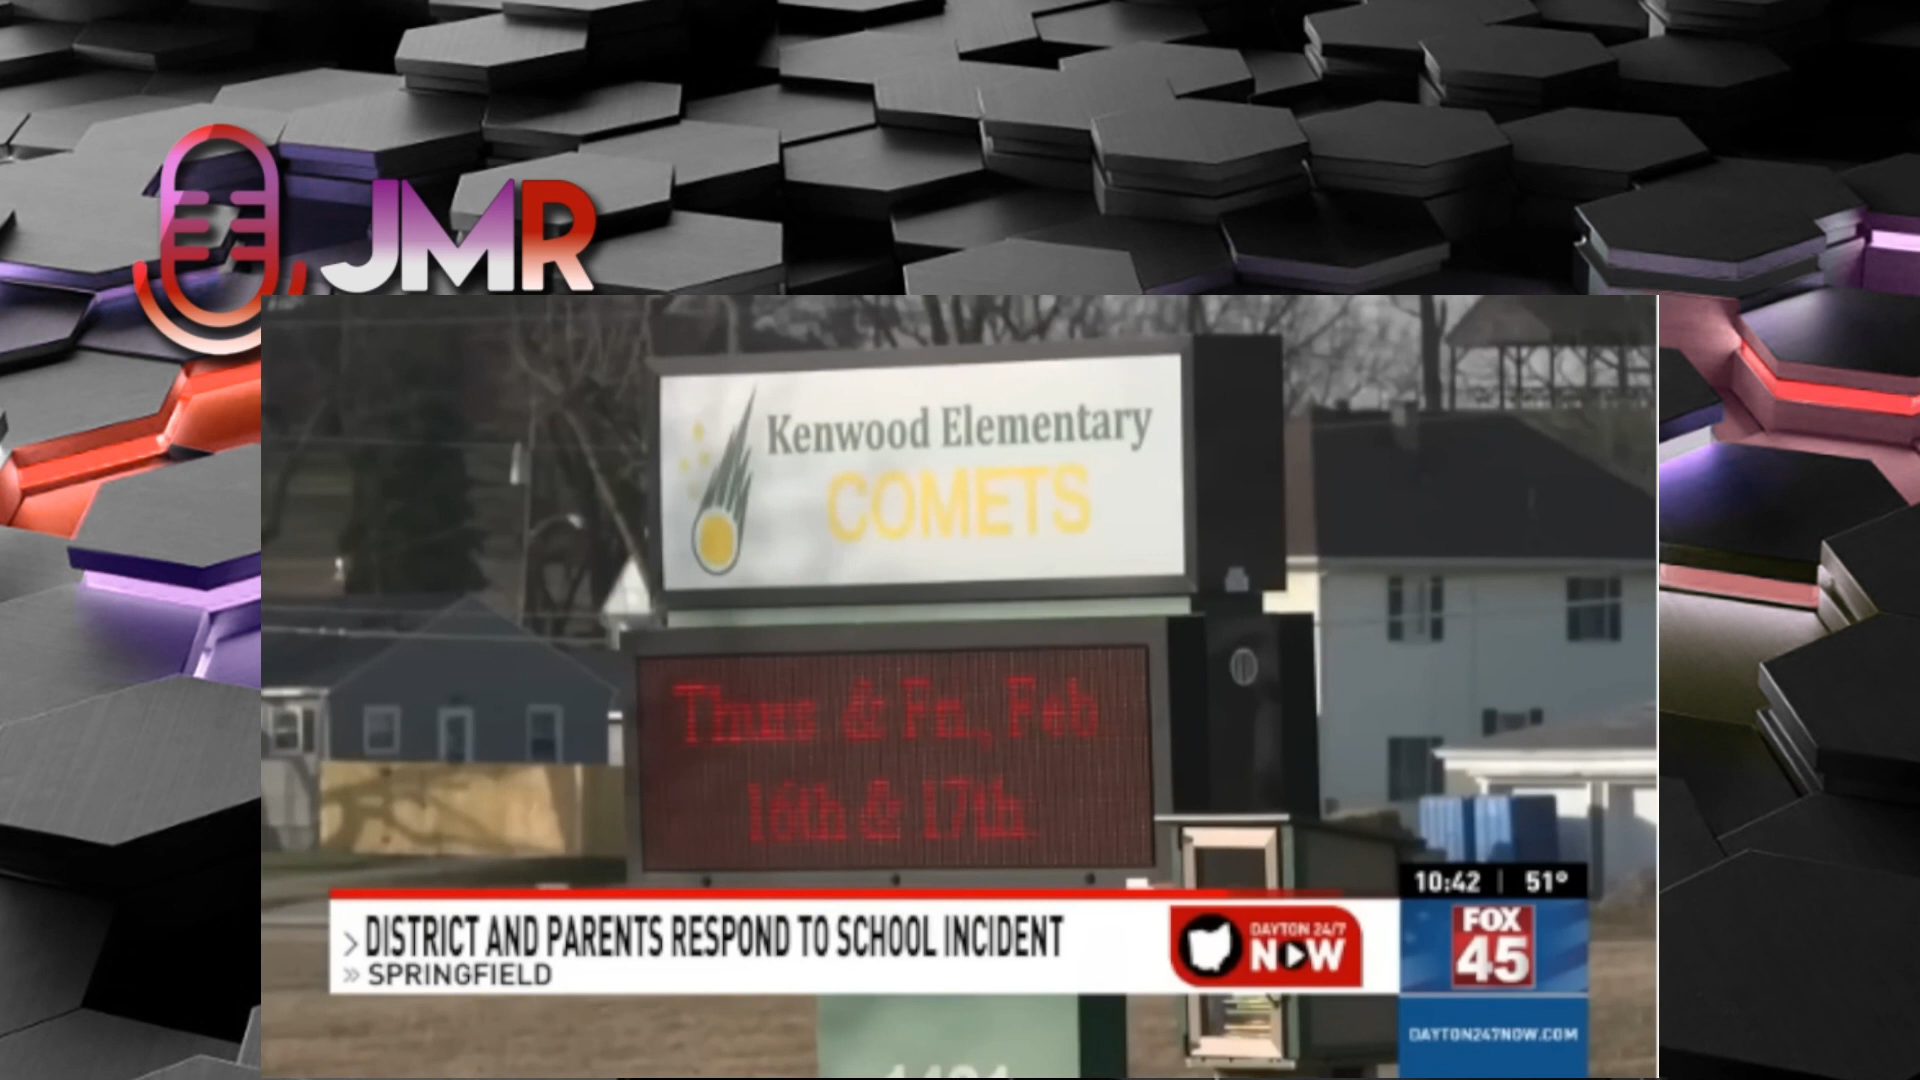 JMR
Kenwood Elementary
COMETS
Thurs & Fri., Feb
16th & 17th
10:42 | 51°
DISTRICT AND PARENTS RESPOND TO SCHOOL INCIDENT
SPRINGFIELD
DAYTON 24/7
NOW
FOX
45
DAYTON247NOW.COM